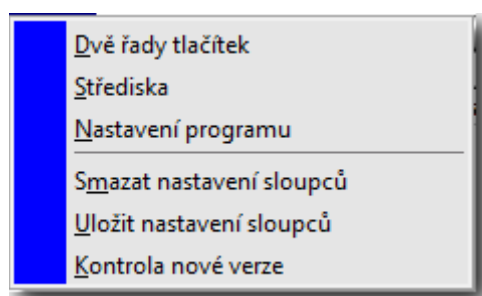 Dvě řady tlačítek
Střediska
Nastavení programu
Smazat nastavení sloupců
Uložit nastavení sloupců
Kontrola nové verze